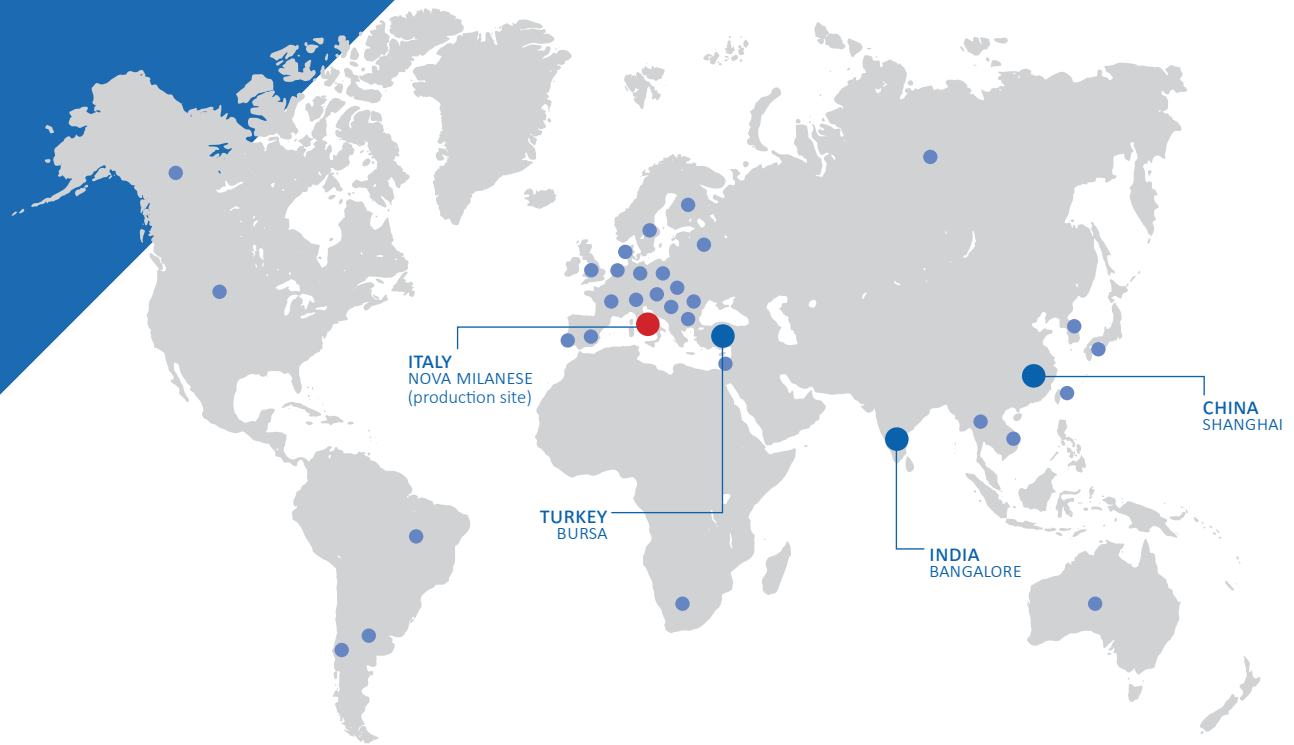 ITALY
NOVA MILANESE
(production site)
CHINA
SHANGHAI
TURKEY
BURSA
INDIA
BANGALORE